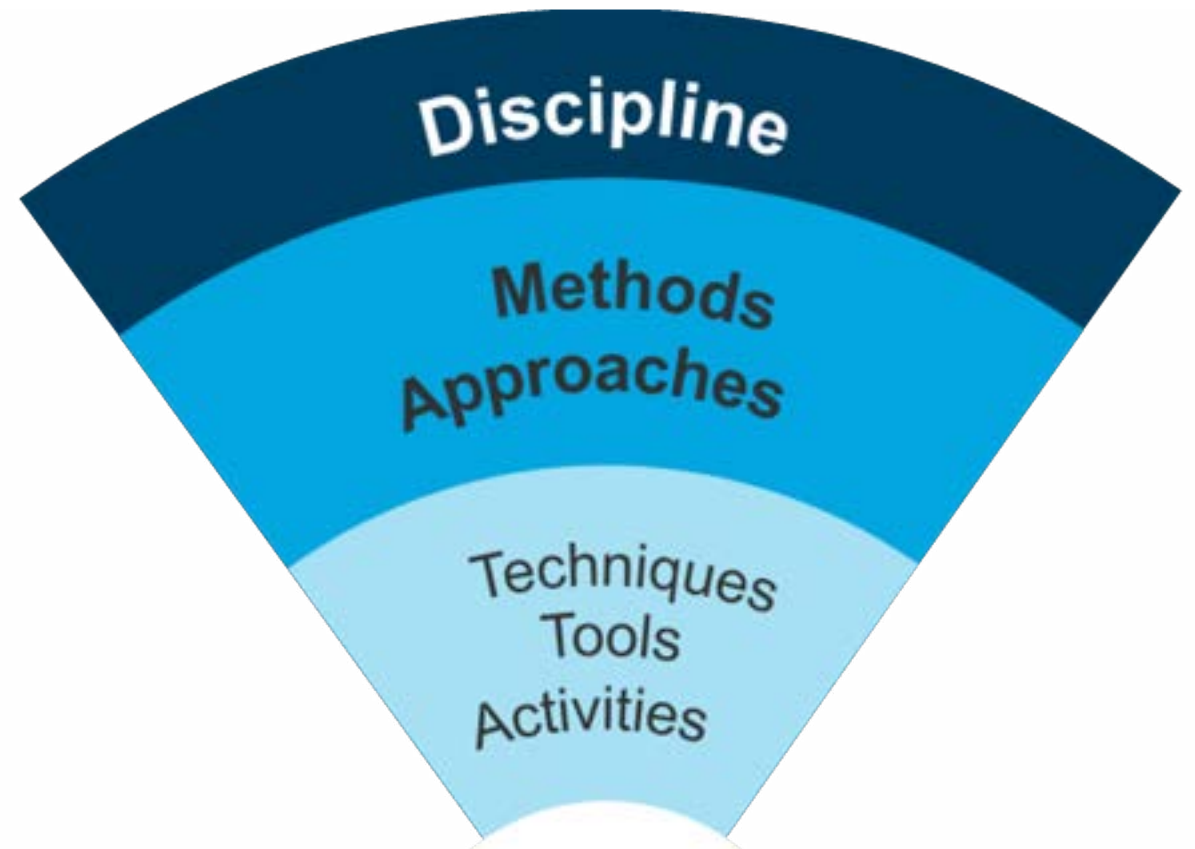 Discipline
Methods
Approaches
Techniques
Tools
Activities